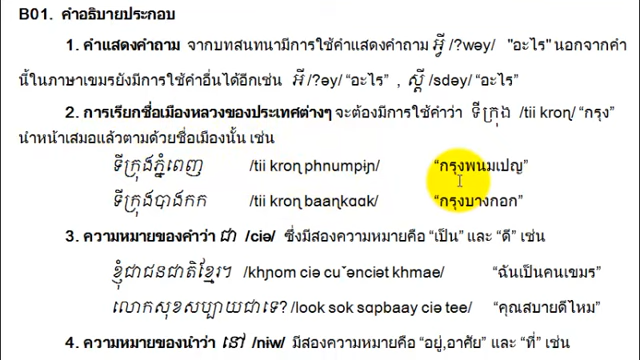 B01. คำอธิบายประกอบ
1. คำแสดงคำถาม จากบทสนทนามีการใช้คำแสดงคำถาม អ្វី /?wəy/ "อะไร" นอกจากคำ
นี้ในภาษาเขมรยังมีการใช้คำอื่นได้อีกเช่น អី /?əy/ “อะไร” , ស្ដី /sdəy/ “อะไร”
2. การเรียกชื่อเมืองหลวงของประเทศต่างๆ จะต้องมีการใช้คำว่า ទីក្រុង /tii kroɳ/ “กรุง”
นำหน้าเสมอแล้วตามด้วยชื่อเมืองนั้น เช่น
ទីក្រុងភ្នំពេញ /tii kroɳ phnumpiɲ/ “กรุงพนมเปญ”
ទីក្រុងបាងកក /tii kroɳ baaɳkɑɑk/ “กรุงบางกอก”
3. ความหมายของคำว่า ជា /ciə/ ซึ่งมีสองความหมายคือ “เป็น” และ “ดี” เช่น
ខ្ញុំជាជនជាតិខ្មែរ។ /khɲom ciə cuˇənciət khmae/ “ฉันเป็นคนเขมร”
លោកសុខសប្បាយជាទេ? /look sok sɑpbaay ciə tee/ “คุณสบายดีไหม”
4. ความหมายของนำว่า នៅ /niw/ มีสองความหมายคือ “อยู่,อาศัย” และ “ที่” เช่น